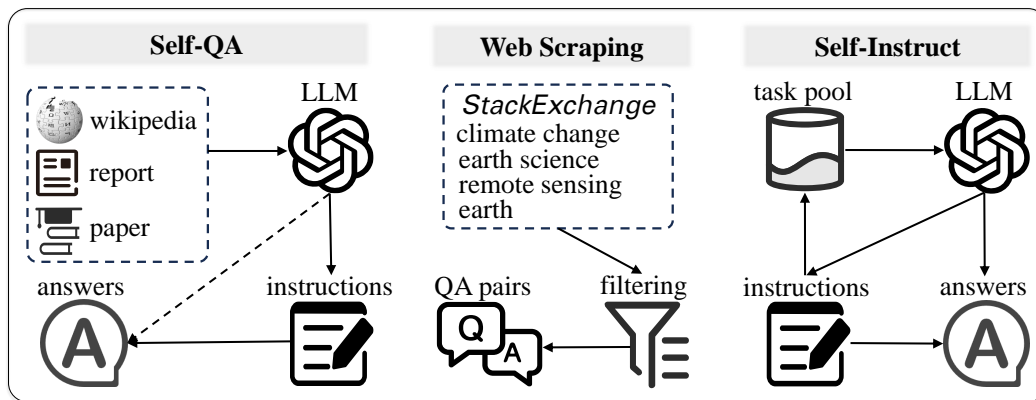 Self-QA
LLM
wikipedia
report
paper
answers
instructions
A
Web Scraping
StackExchange
climate change
earth science
remote sensing
earth
QA pairs
filtering
Q
A
Self-Instruct
task pool
LLM
instructions
answers
A